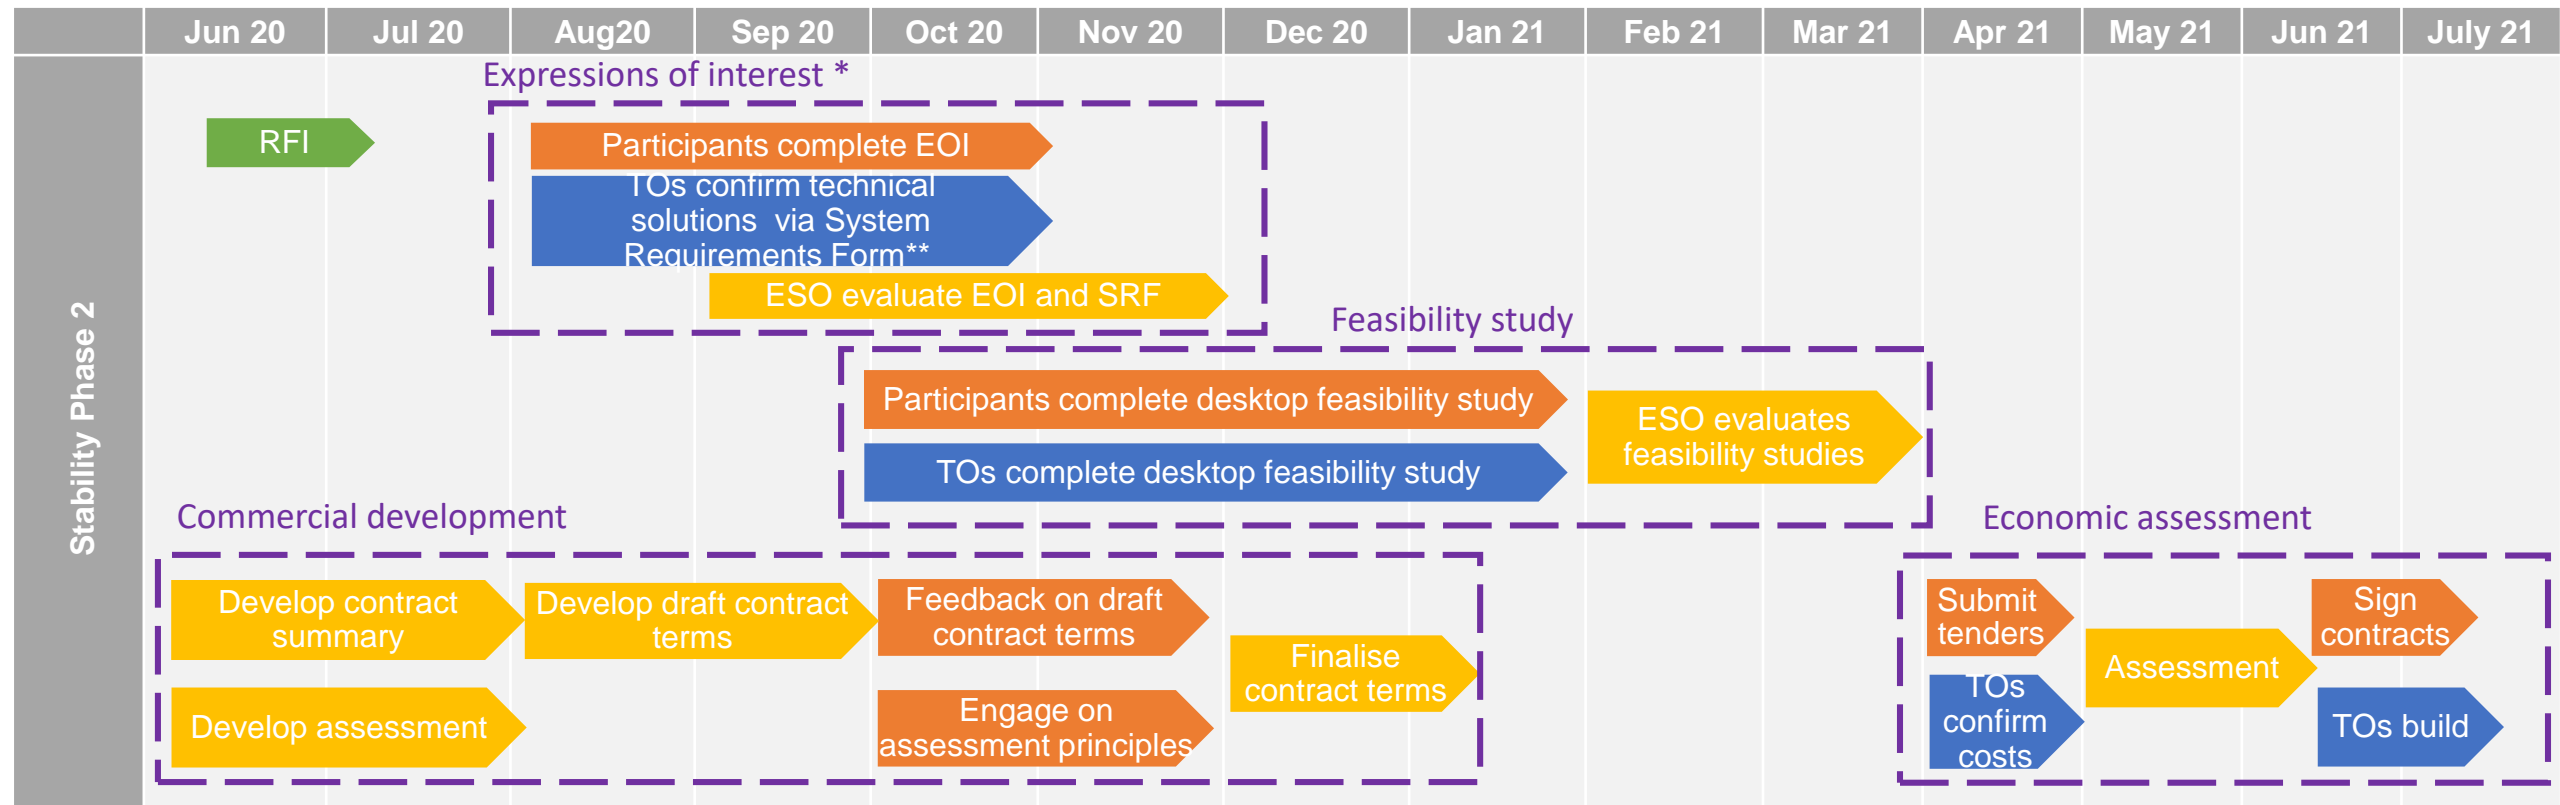 Jun 20
Jul 20
Aug20
Sep 20
Oct 20
Nov 20
Dec 20
Jan 21
Feb 21
Mar 21
Apr 21
May 21
Jun 21
July 21
Stability Phase 2
Expressions of interest *
RFI
Participants complete EOI
TOs confirm technical
solutions  via System
Requirements Form**
ESO evaluate EOI and SRF
Feasibility study
Participants complete desktop feasibility study
TOs complete desktop feasibility study
ESO evaluates
feasibility studies
Commercial development
Develop contract
summary
Develop draft contract
terms
Feedback on draft
contract terms
Develop assessment
Engage on
assessment principles
Finalise
contract terms
Economic assessment
Submit
tenders
TOs
confirm
costs
Assessment
Sign
contracts
TOs build